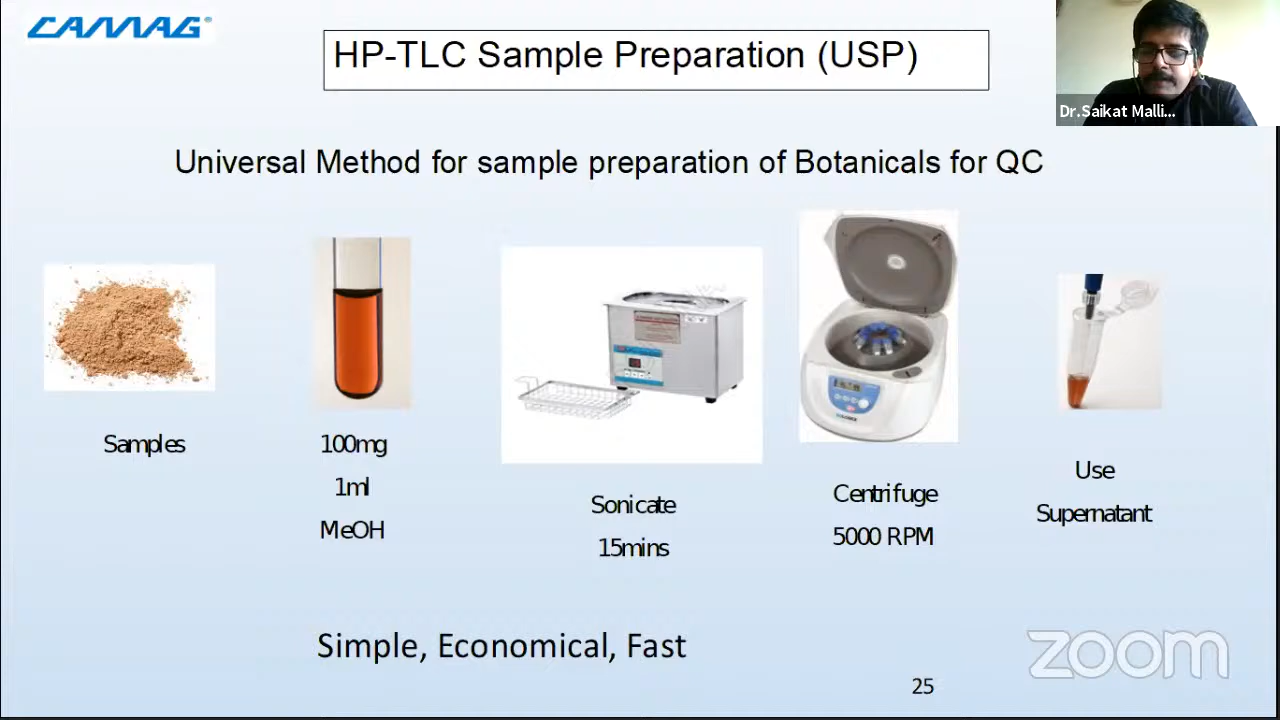 CAMAG®
HP-TLC Sample Preparation (USP)
Dr.Saikat Malli...
Universal Method for sample preparation of Botanicals for QC
Samples
100mg
1ml
MeOH
Sonicate
15mins
Centrifuge
5000 RPM
Use
Supernatant
Simple, Economical, Fast
zoom
25